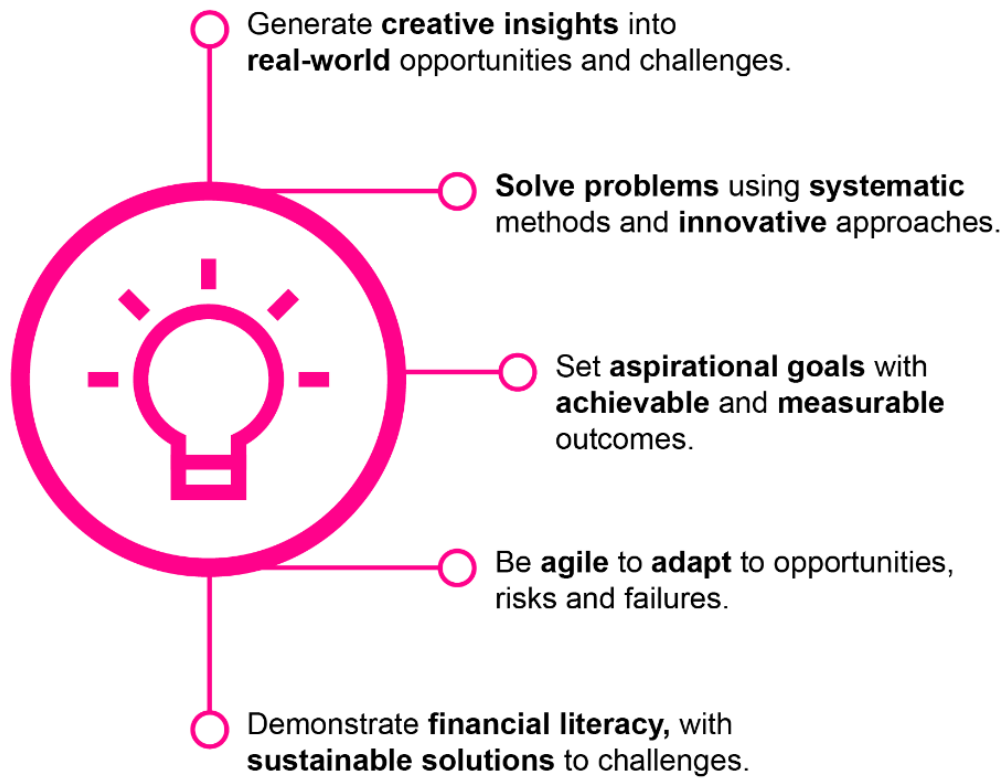 Generate creative insights into
real-world opportunities and challenges.
Solve problems using systematic
methods and innovative approaches.
Set aspirational goals with
achievable and measurable
outcomes.
Be agile to adapt to opportunities,
risks and failures.
Demonstrate financial literacy, with
sustainable solutions to challenges.